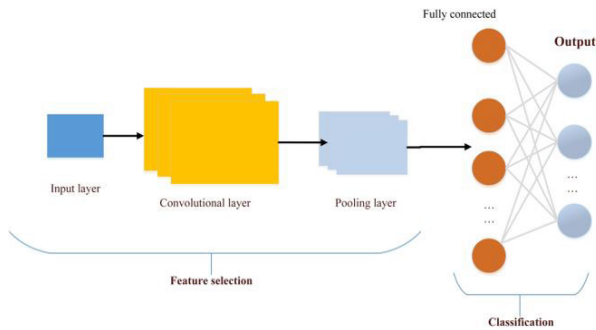 Fully connected
Output
Input layer
Convolutional layer
Pooling layer
... ...
... ...
... ...
... ...
Feature selection
Classification